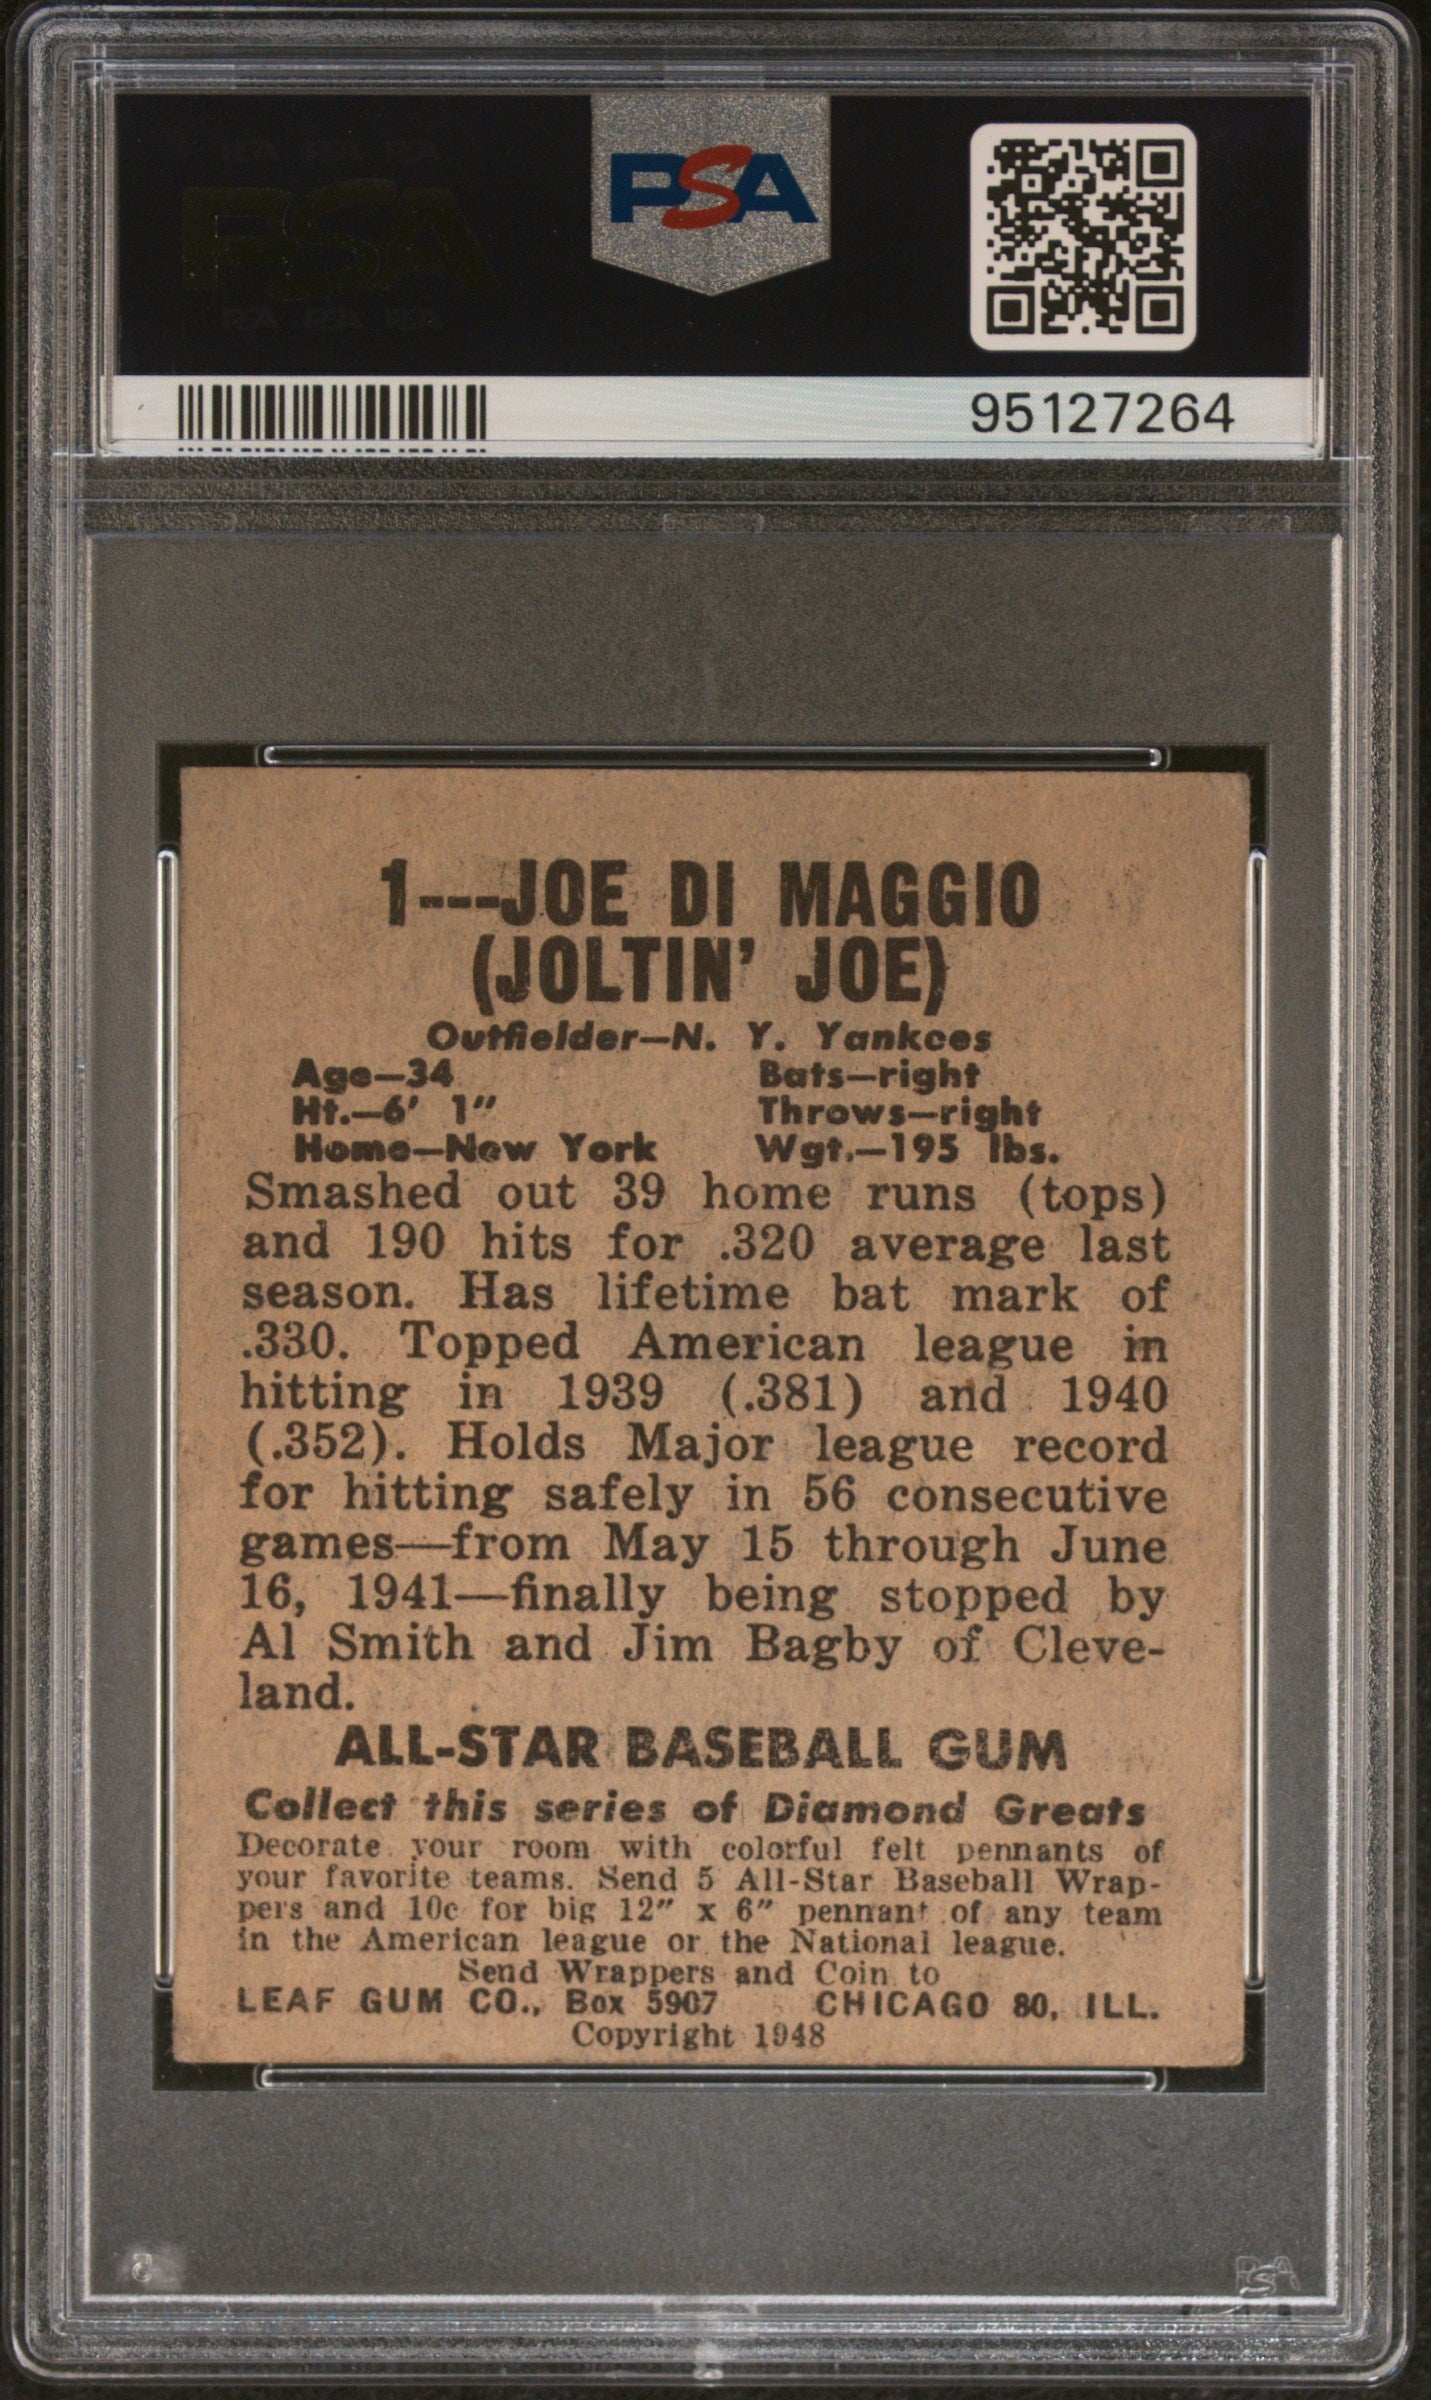 PSA
95127264
1---JOE DI MAGGIO
(JOLTIN' JOE)
Outfielder—N. Y. Yankees
Age—34 Bats—right
Ht.—6' 1" Throws—right
Home—New York Wgt.—195 lbs.
Smashed out 39 home runs (tops)
and 190 hits for .320 average last
season. Has lifetime bat mark of
.330. Topped American league in
hitting in 1939 (.381) and 1940
(.352). Holds Major league record
for hitting safely in 56 consecutive
games—from May 15 through June
16, 1941—finally being stopped by
Al Smith and Jim Bagby of Cleve-
land.
ALL-STAR BASEBALL GUM
Collect this series of Diamond Greats
Decorate your room with colorful felt pennants of
your favorite teams. Send 5 All-Star Baseball Wrap-
pers and 10c for big 12" x 6" pennant of any team
in the American league or the National league.
Send Wrappers and Coin to
LEAF GUM CO., Box 5907 CHICAGO 80, ILL.
Copyright 1948
PSA